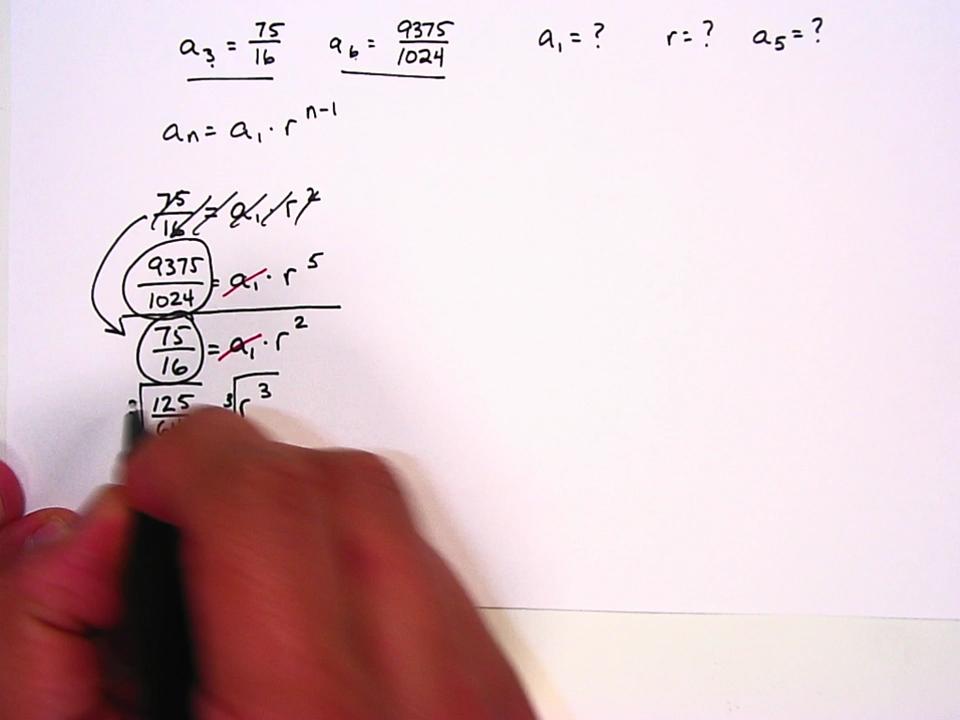 a₃ = 75/16 a₆ = 9375/1024 a₁ = ? r = ? a₅ = ?
aₙ = a₁ · r^(n-1)
75/16 = a₁ · r²
9375/1024 = a₁ · r⁵
75/16 = a₁ · r²
√125 ³√r³